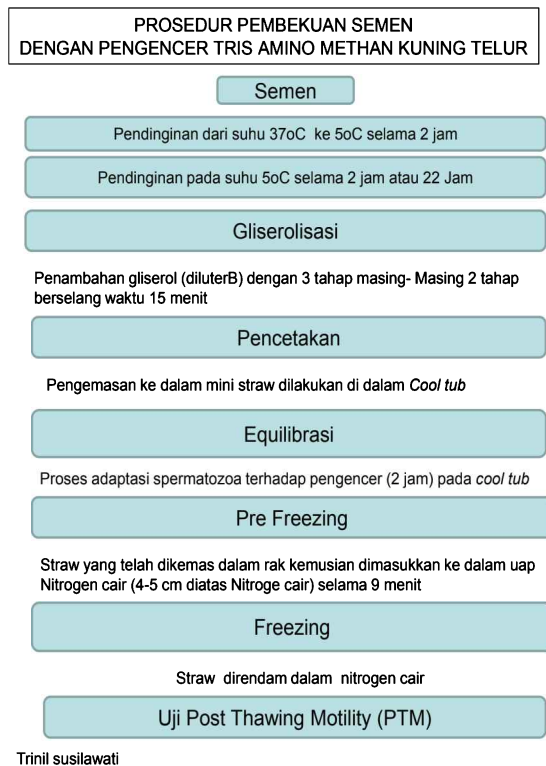 PROSEDUR PEMBEKUAN SEMEN
DENGAN PENGENCER TRIS AMINO METHAN KUNING TELUR
Semen
Pendinginan dari suhu 37oC ke 5oC selama 2 jam
Pendinginan pada suhu 5oC selama 2 jam atau 22 Jam
Gliserolisasi
Penambahan gliserol (diluterB) dengan 3 tahap masing- Masing 2 tahap
berselang waktu 15 menit
Pencetakan
Pengemasan ke dalam mini straw dilakukan di dalam Cool tub
Equilibrasi
Proses adaptasi spermatozoa terhadap pengencer (2 jam) pada cool tub
Pre Freezing
Straw yang telah dikemas dalam rak kemusian dimasukkan ke dalam uap
Nitrogen cair (4-5 cm diatas Nitroge cair) selama 9 menit
Freezing
Straw direndam dalam nitrogen cair
Uji Post Thawing Motility (PTM)
Trinil susilawati